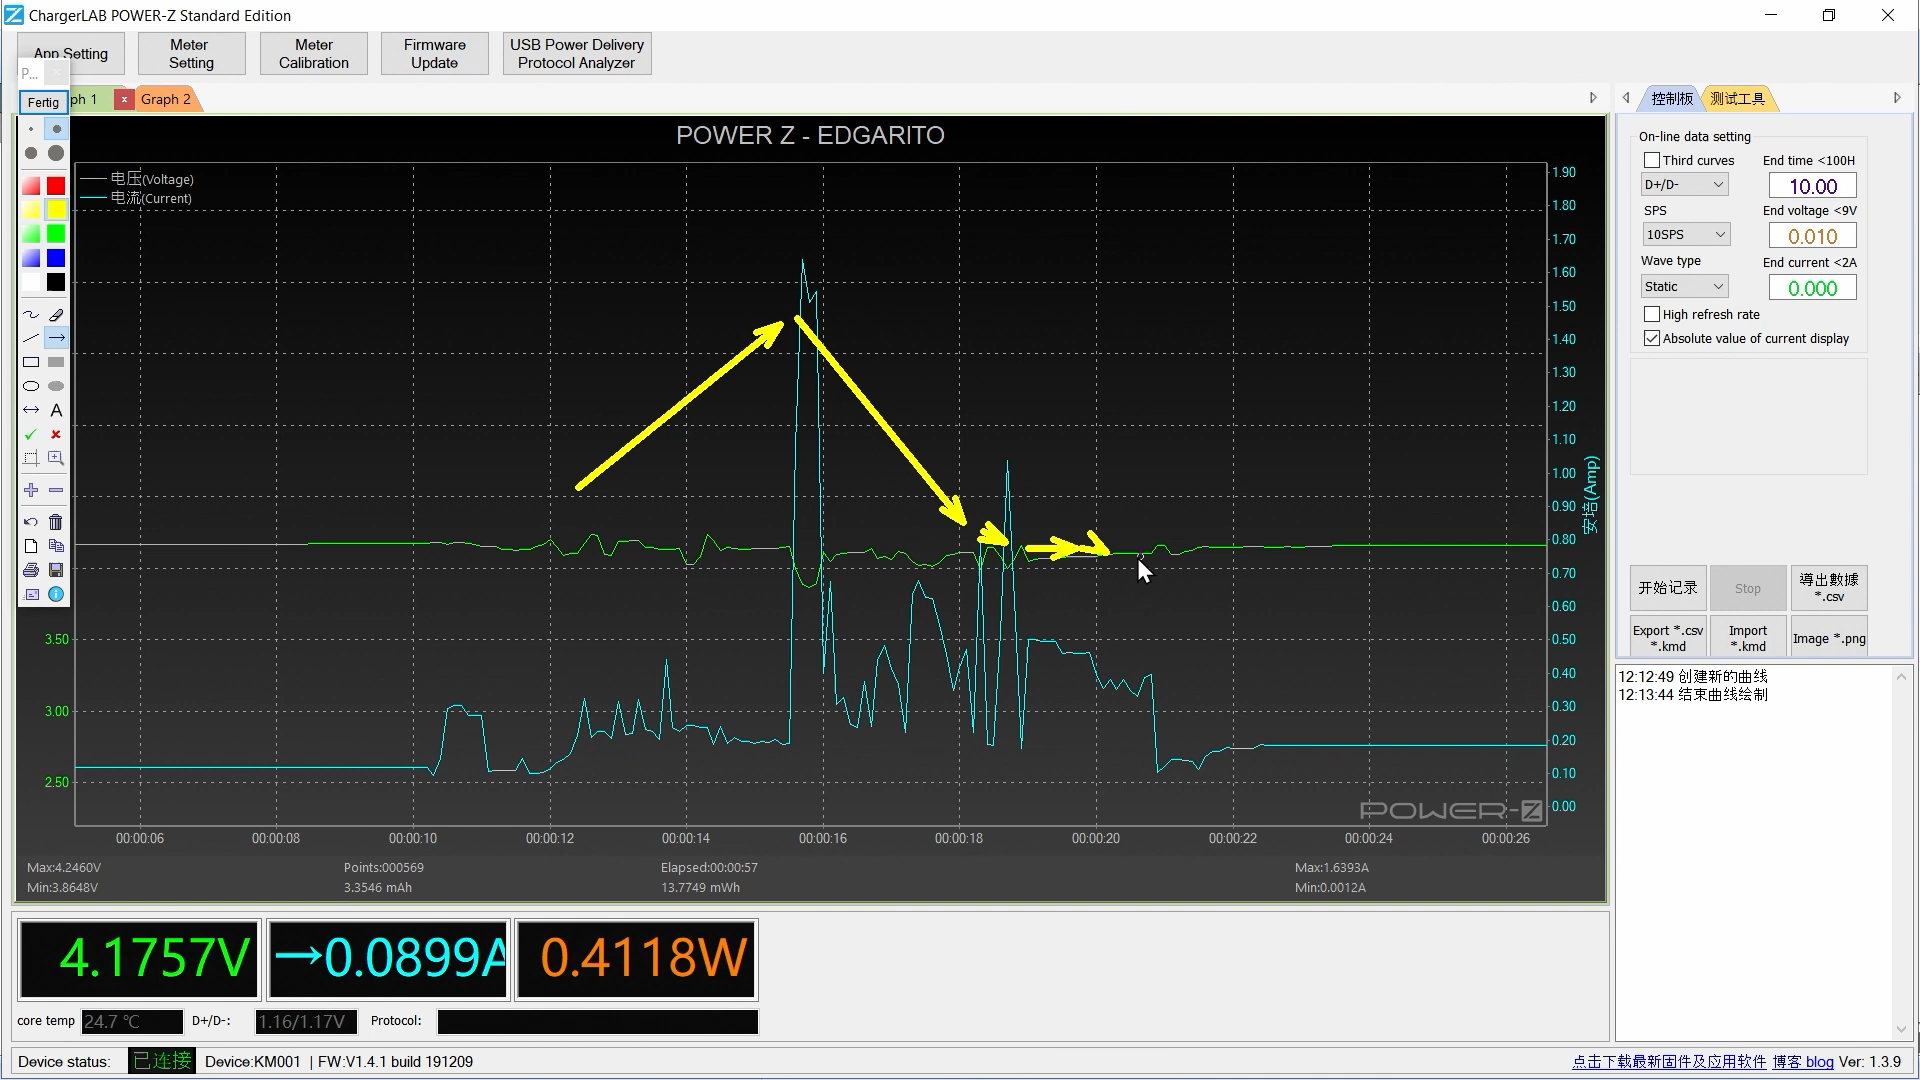 ChargerLAB POWER-Z Standard Edition
App Setting
Meter Setting
Meter Calibration
Firmware Update
USB Power Delivery Protocol Analyzer
P...
Fertig
ph 1
x
Graph 2
控制板
测试工具
POWER Z - EDGARITO
电压(Voltage)
电流(Current)
1.90
1.80
1.70
1.60
1.50
1.40
1.30
1.20
1.10
1.00
0.90
0.80
0.70
0.60
0.50
0.40
0.30
0.20
0.10
0.00
安培(Amp)
3.50
3.00
2.50
A
POWER-Z
00:00:06 00:00:08 00:00:10 00:00:12 00:00:14 00:00:16 00:00:18 00:00:20 00:00:22 00:00:24 00:00:26
Max:4.2460V Points:000569 Elapsed:00:00:57 Max:1.6393A
Min:3.8648V 3.3546 mAh 13.7749 mWh Min:0.0012A
On-line data setting
Third curves End time <100H
D+/D- 10.00
SPS End voltage <9V
10SPS 0.010
Wave type End current <2A
Static 0.000
High refresh rate
Absolute value of current display
开始记录
Stop
導出數據 *.csv
Export *.csv *.kmd
Import *.kmd
Image *.png
12:12:49 创建新的曲线
12:13:44 结束曲线绘制
4.1757V →0.0899A 0.4118W
core temp 24.7 ℃ D+/D-: 1.16/1.17V Protocol:
Device status: 已连接 Device:KM001 | FW:V1.4.1 build 191209
点击下载最新固件及应用软件 博客 blog Ver: 1.3.9